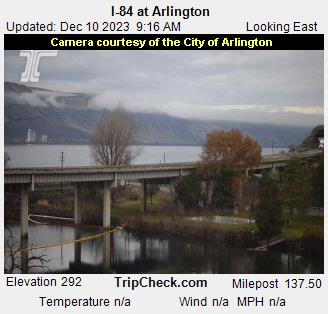 I-84 at Arlington
Updated: Dec 10 2023 9:16 AM Looking East
Camera courtesy of the City of Arlington
Elevation 292 TripCheck.com Milepost 137.50
Temperature n/a Wind n/a MPH n/a